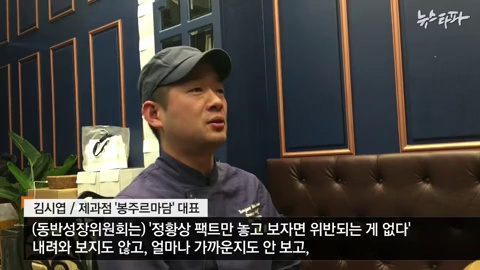 뉴스타파
김시엽 / 제과점 '봉주르마담' 대표
(동반성장위원회는) '정황상 팩트만 놓고 보자면 위반되는 게 없다'
내려와 보지도 않고, 얼마나 가까운지도 안 보고,